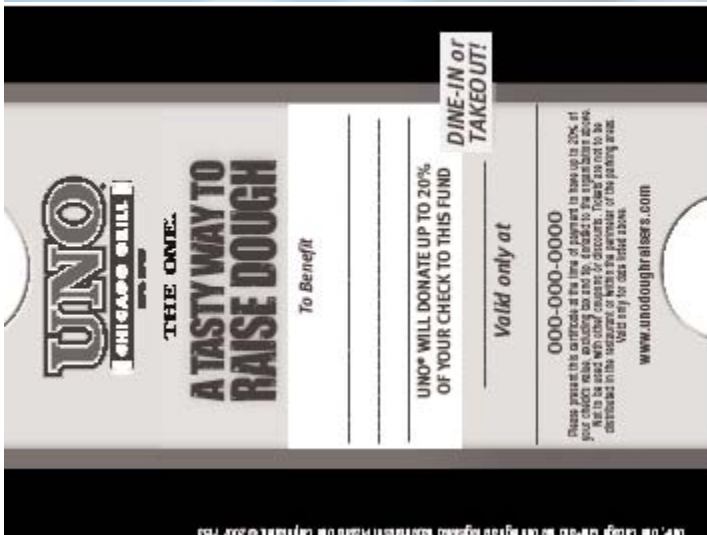 UNO
CHICAGO GRILL
THE ONE.
A TASTY WAY TO
RAISE DOUGH
To Benefit
UNO® WILL DONATE UP TO 20%
OF YOUR CHECK TO THIS FUND
DINE-IN or
TAKEOUT!
Valid only at
000-000-0000
Please present this certificate at the time of payment to have up to 20% of
your check's value, excluding tax and tip, donated to the organization above.
Not to be used with other coupons or discounts. Tickets are not to be
distributed in the restaurant or within the perimeter of the parking areas.
Valid only for date listed above.
www.unodoughraisers.com